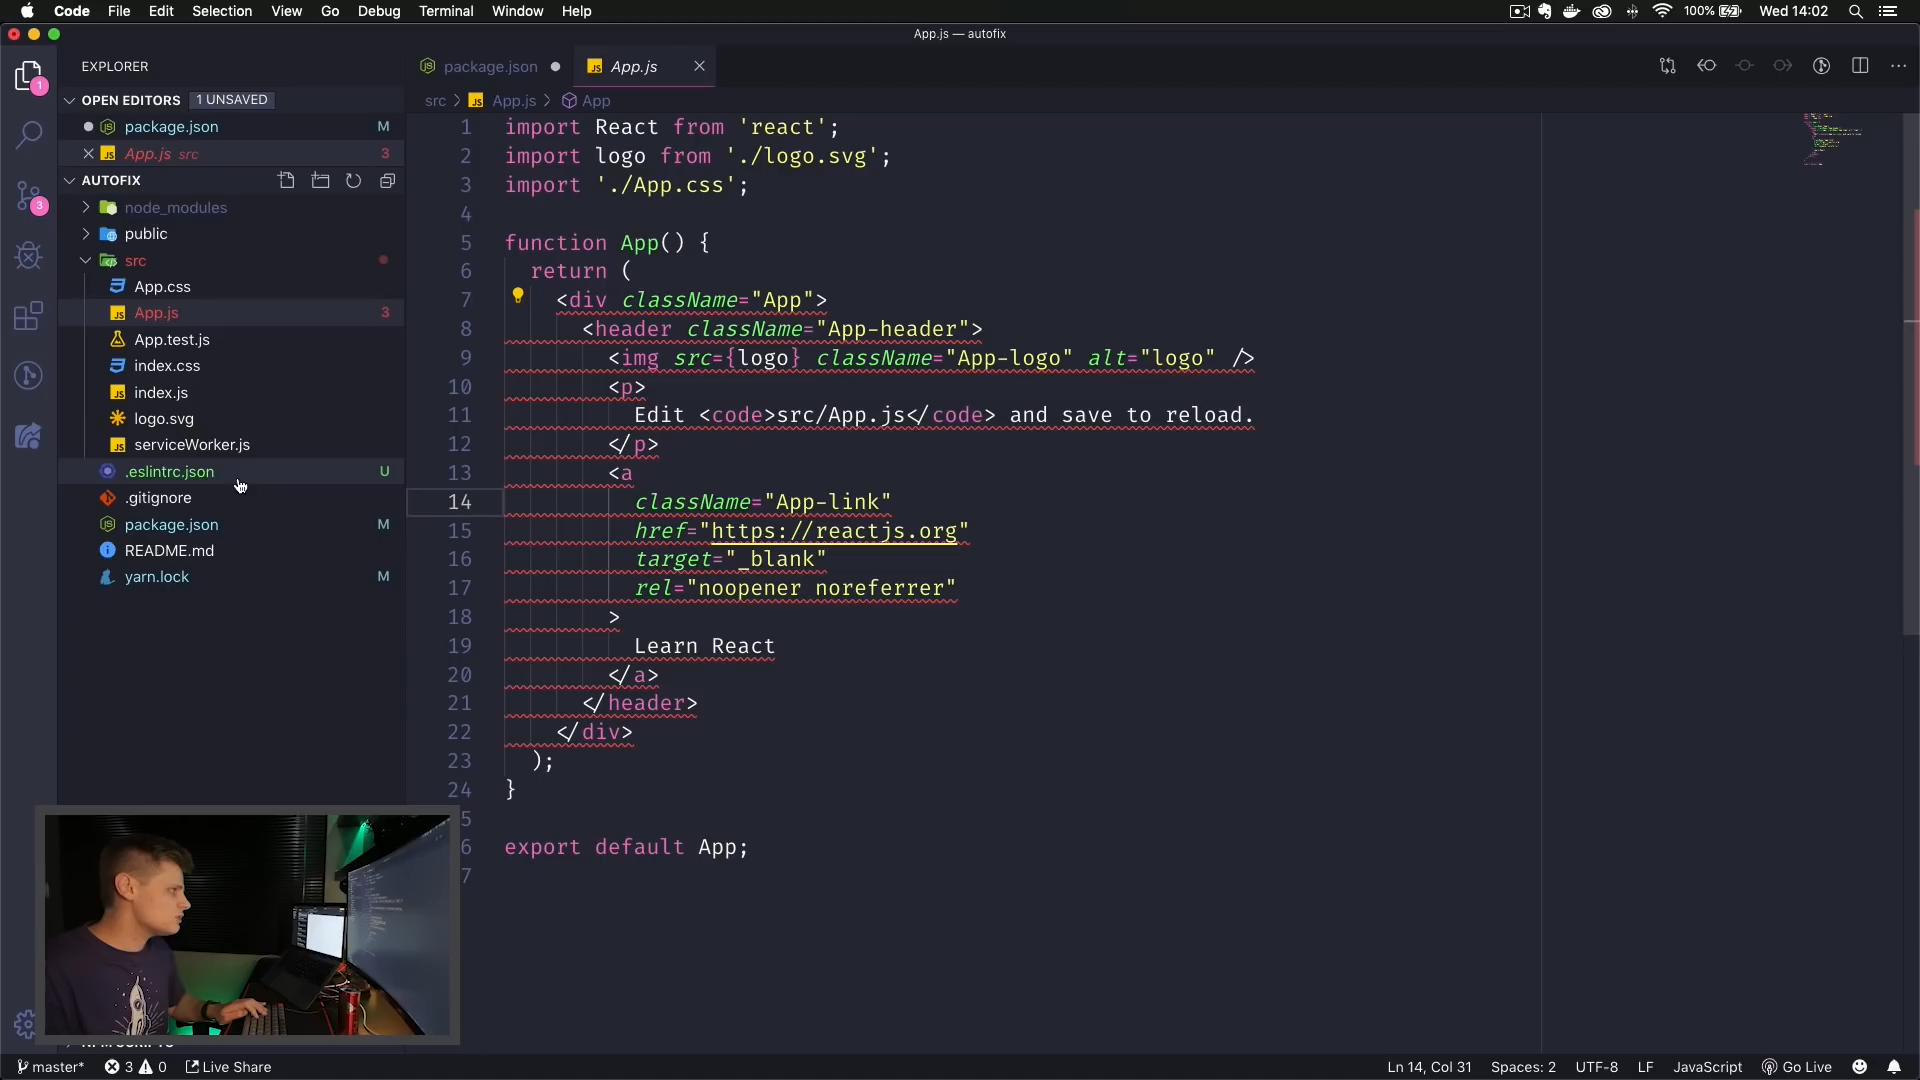 Code File Edit Selection View Go Debug Terminal Window Help
100%
Wed 14:02
App.js — autofix
EXPLORER
OPEN EDITORS 1 UNSAVED
package.json M
App.js src 3
AUTOFIX
node_modules
public
src
App.css
App.js 3
App.test.js
index.css
index.js
logo.svg
serviceWorker.js
.eslintrc.json U
.gitignore
package.json M
README.md
yarn.lock M
1
3
package.json
App.js
src > App.js > App
1 import React from 'react';
2 import logo from './logo.svg';
3 import './App.css';
4
5 function App() {
6 return (
7 <div className="App">
8 <header className="App-header">
9 <img src={logo} className="App-logo" alt="logo" />
10 <p>
11 Edit <code>src/App.js</code> and save to reload.
12 </p>
13 <a
14 className="App-link"
15 href="https://reactjs.org"
16 target="_blank"
17 rel="noopener noreferrer"
18 >
19 Learn React
20 </a>
21 </header>
22 </div>
23 );
24 }
5
6 export default App;
7
master* 3 0 Live Share
Ln 14, Col 31 Spaces: 2 UTF-8 LF JavaScript Go Live